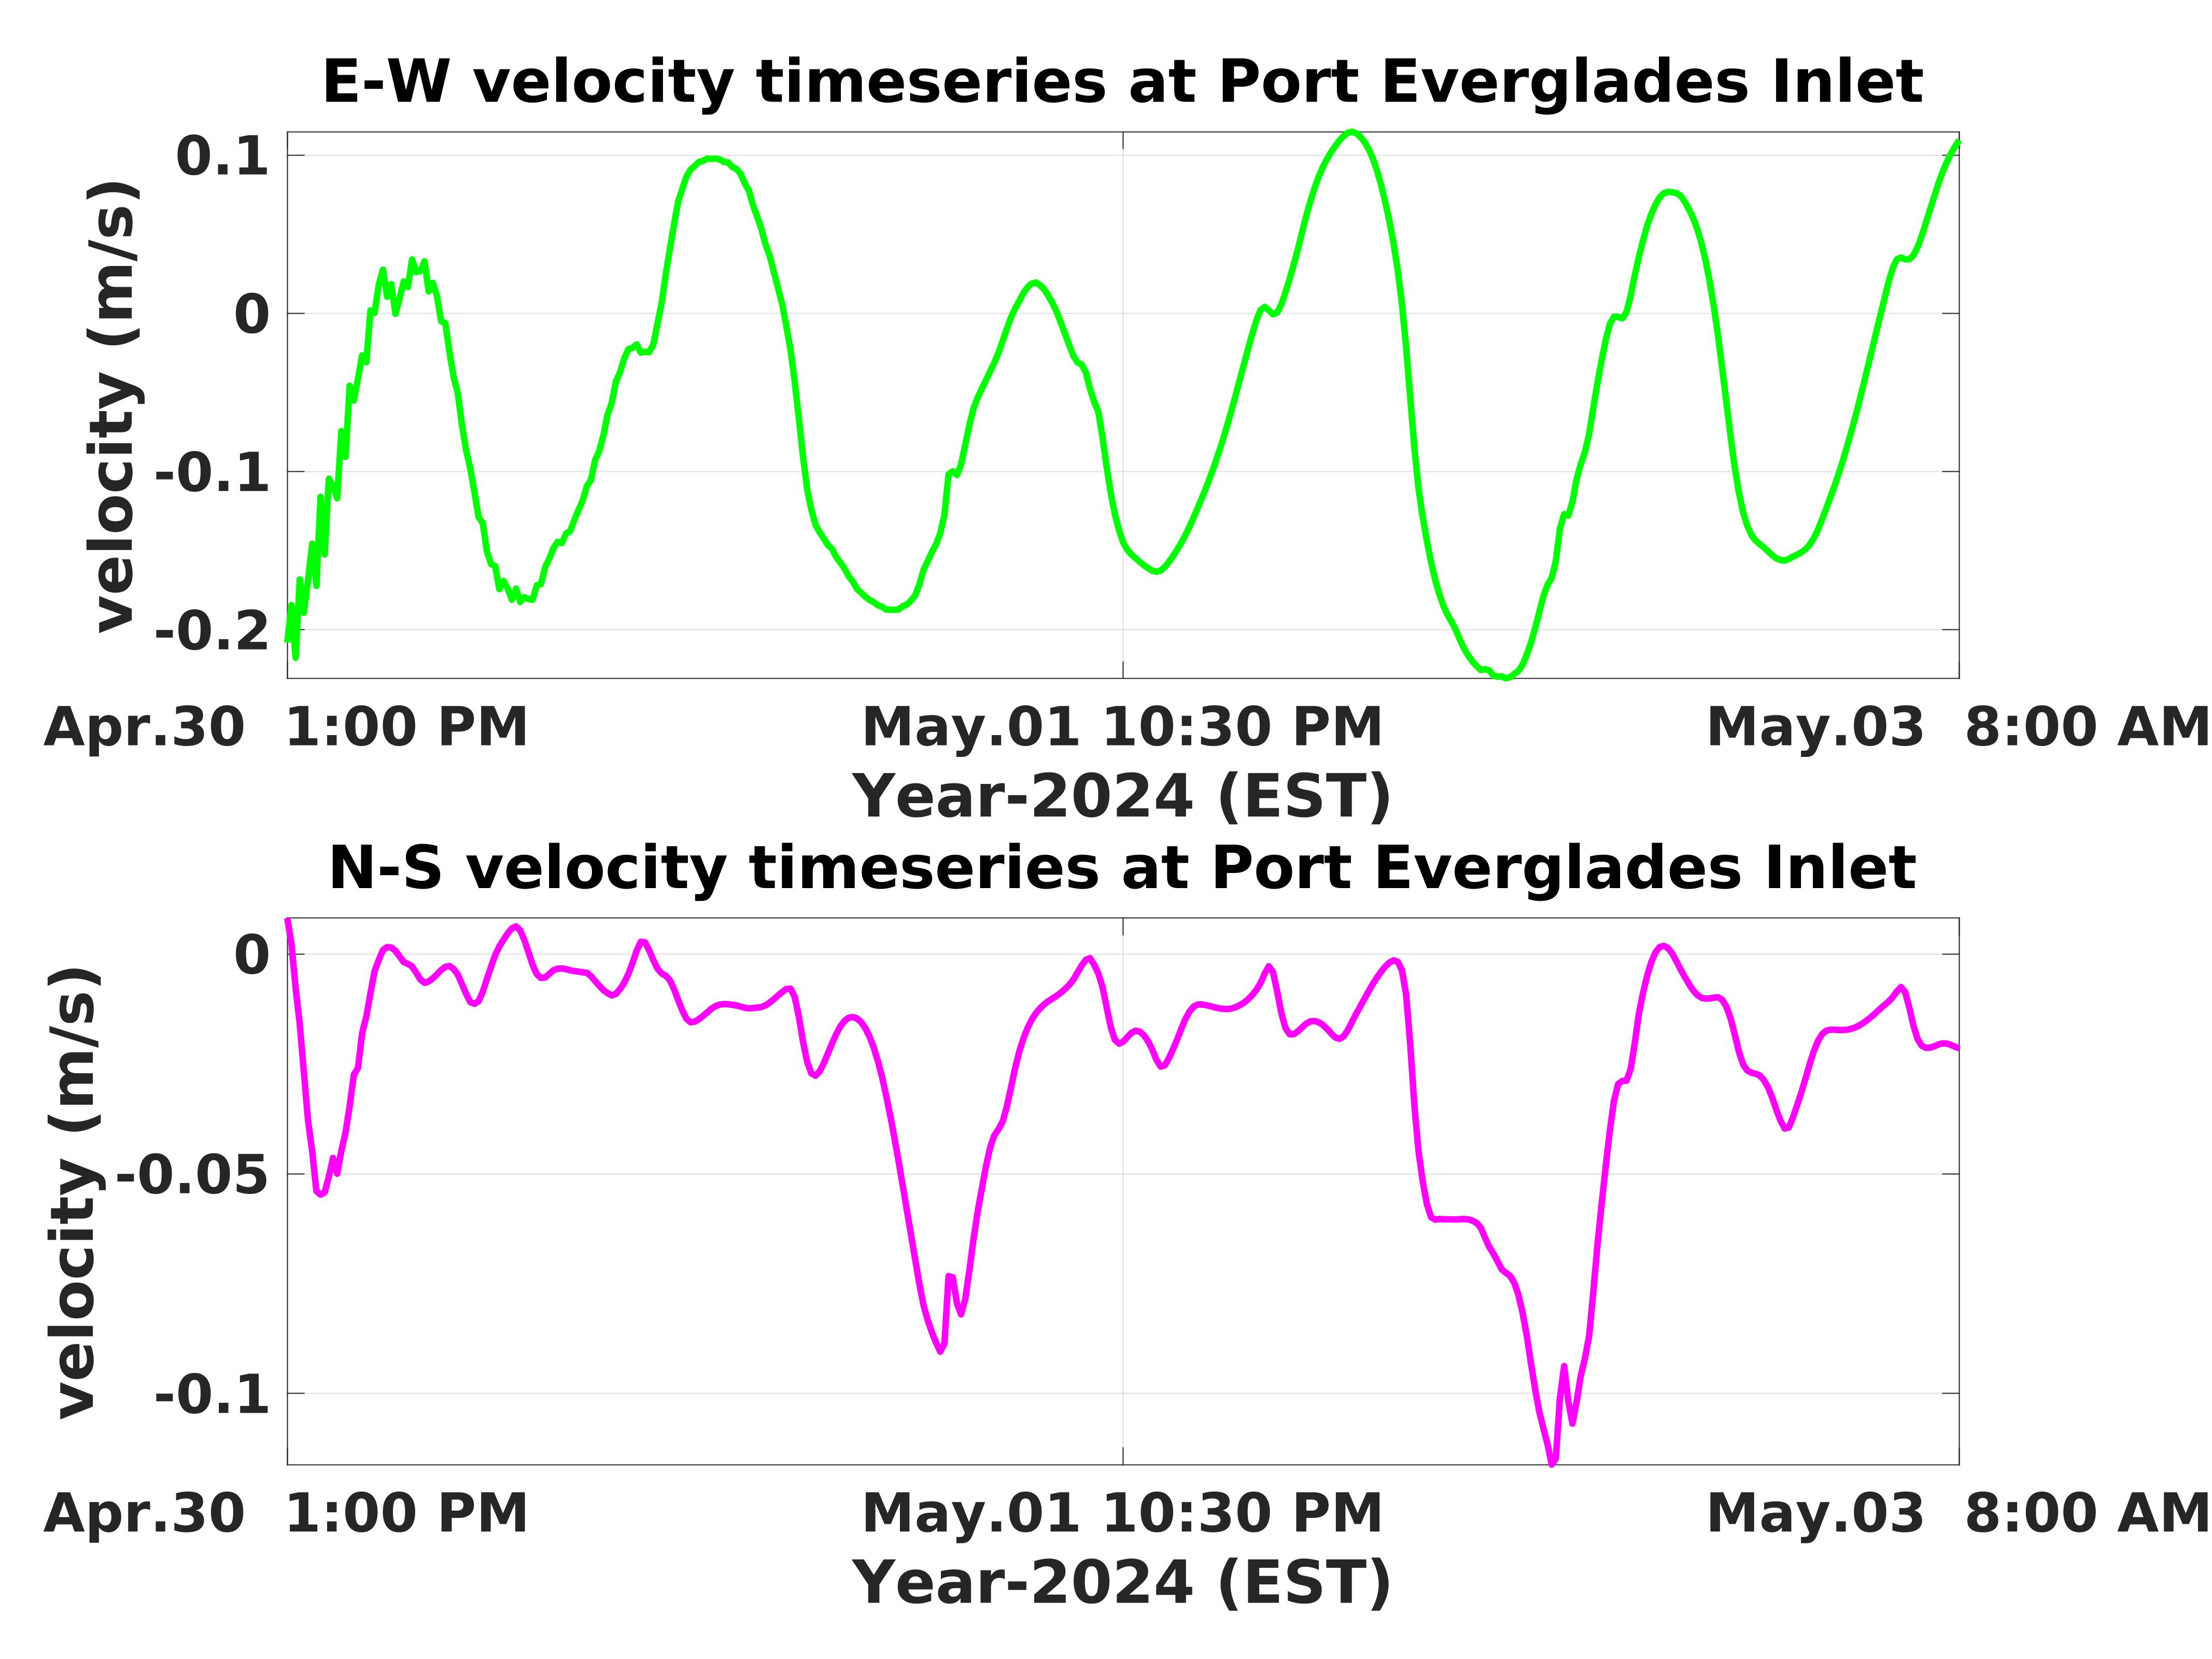 E-W velocity timeseries at Port Everglades Inlet
velocity (m/s)
0.1
0
-0.1
-0.2
Apr.30 1:00 PM May.01 10:30 PM May.03 8:00 AM
Year-2024 (EST)
N-S velocity timeseries at Port Everglades Inlet
velocity (m/s)
0
-0.05
-0.1
Apr.30 1:00 PM May.01 10:30 PM May.03 8:00 AM
Year-2024 (EST)